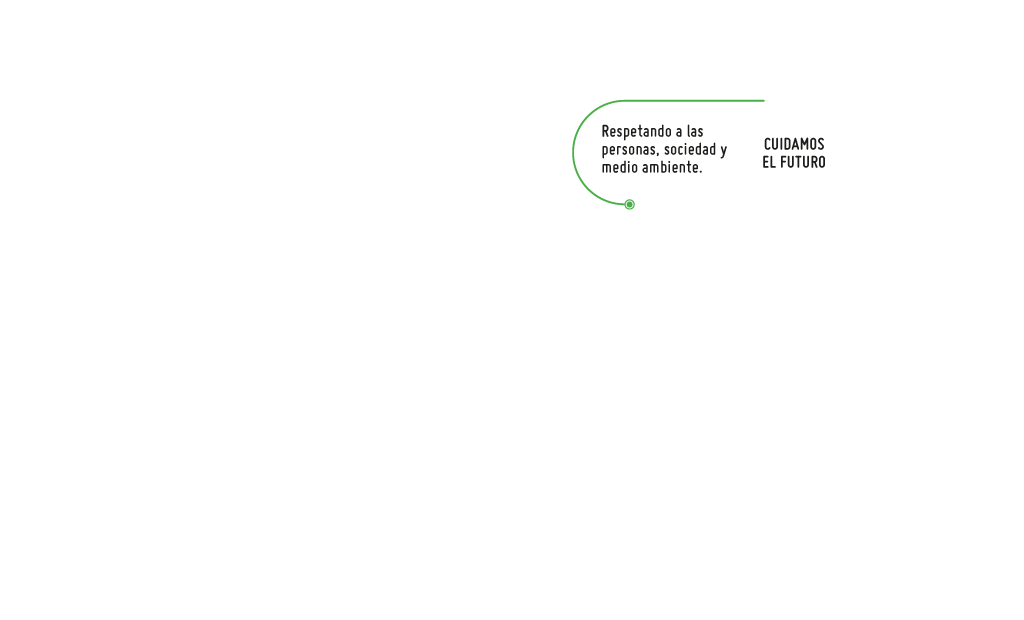 Respetando a las
personas, sociedad y
medio ambiente.
CUIDAMOS
EL FUTURO